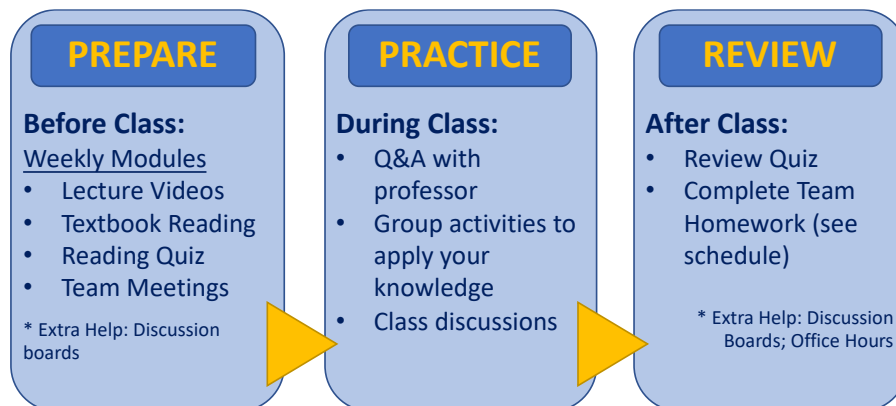 PREPARE
Before Class:
Weekly Modules
• Lecture Videos
• Textbook Reading
• Reading Quiz
• Team Meetings
* Extra Help: Discussion
boards
PRACTICE
During Class:
• Q&A with
professor
• Group activities to
apply your
knowledge
• Class discussions
REVIEW
After Class:
• Review Quiz
• Complete Team
Homework (see
schedule)
* Extra Help: Discussion
Boards; Office Hours